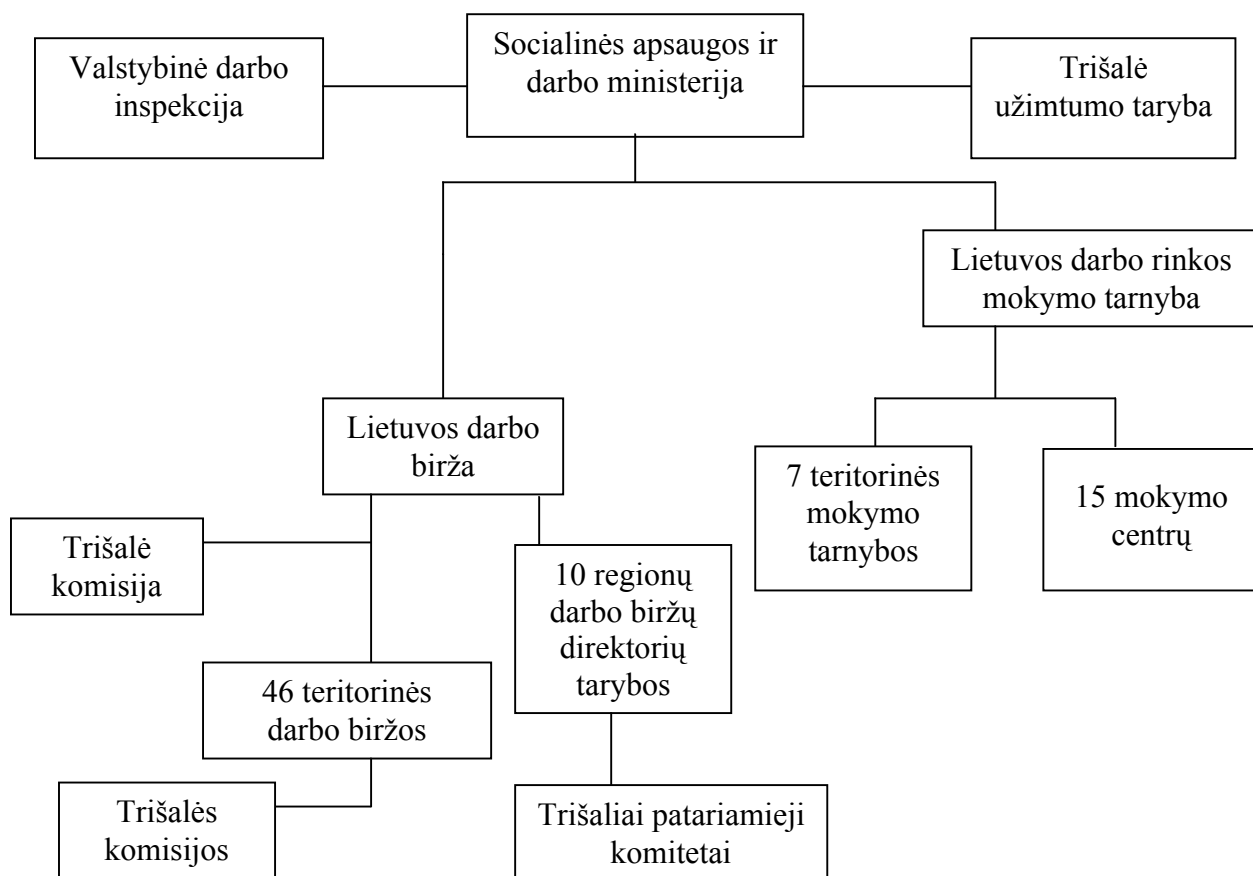 Socialinės apsaugos ir
darbo ministerija
Valstybinė darbo
inspekcija
Trišalė
užimtumo taryba
Lietuvos darbo rinkos
mokymo tarnyba
Lietuvos darbo
birža
7 teritorinės
mokymo
tarnybos
15 mokymo
centrų
Trišalė
komisija
10 regionų
darbo biržų
direktorių
tarybos
46 teritorinės
darbo biržos
Trišalės
komisijos
Trišaliai patariamieji
komitetai